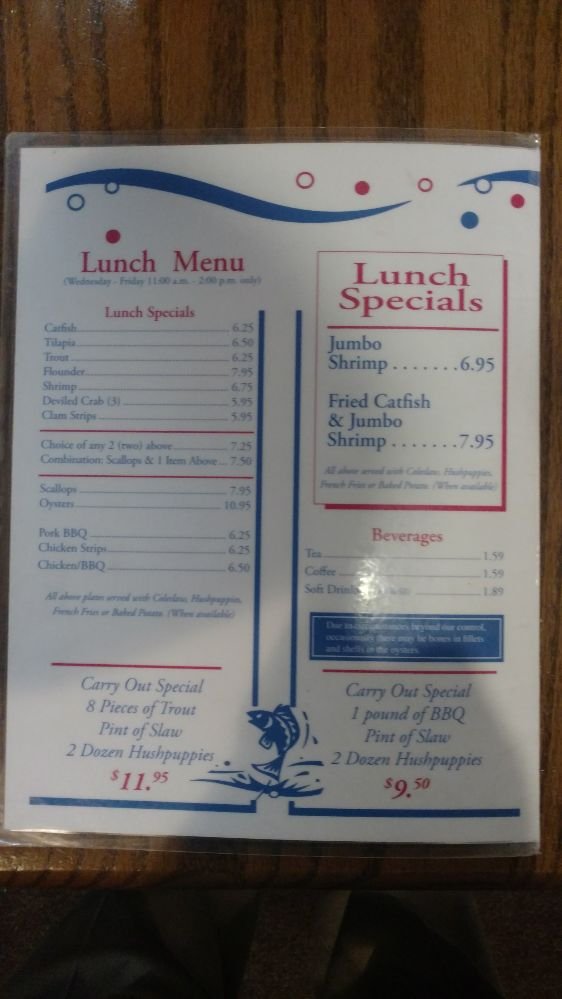 Lunch Menu
(Wednesday - Friday 11:00 a.m. - 2:00 p.m. only)
Lunch Specials
Catfish 6.25
Tilapia 6.50
Trout 6.25
Flounder 7.95
Shrimp 6.75
Deviled Crab (3) 5.95
Clam Strips 5.95
Choice of any 2 (two) above 7.25
Combination: Scallops & 1 Item Above 7.50
Scallops 7.95
Oysters 10.95
Pork BBQ 6.25
Chicken Strips 6.25
Chicken/BBQ 6.50
All above plates served with Coleslaw, Hushpuppies,
French Fries or Baked Potato. (When available)
Carry Out Special
8 Pieces of Trout
Pint of Slaw
2 Dozen Hushpuppies
$11.95
Lunch
Specials
Jumbo
Shrimp . . . . . . .6.95
Fried Catfish
& Jumbo
Shrimp . . . . . . .7.95
All above served with Coleslaw, Hushpuppies,
French Fries or Baked Potato. (When available)
Beverages
Tea 1.59
Coffee 1.59
Soft Drinks 1.89
Due to circumstances beyond our control,
occasionally there may be bones in fillets
and shells in the oysters.
Carry Out Special
1 pound of BBQ
Pint of Slaw
2 Dozen Hushpuppies
$9.50